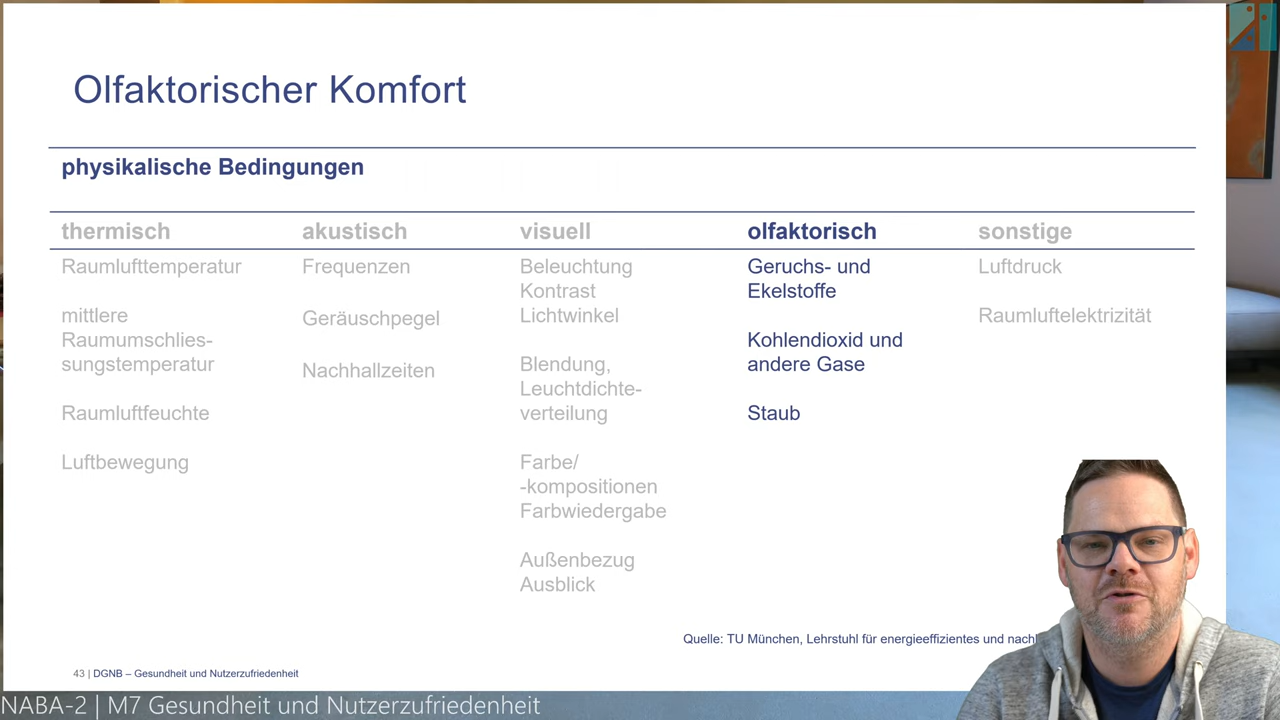 Olfaktorischer Komfort
physikalische Bedingungen
thermisch
Raumlufttemperatur
mittlere
Raumumschlies-
sungstemperatur
Raumluftfeuchte
Luftbewegung
akustisch
Frequenzen
Geräuschpegel
Nachhallzeiten
visuell
Beleuchtung
Kontrast
Lichtwinkel
Blendung,
Leuchtdichte-
verteilung
Farbe/
-kompositionen
Farbwiedergabe
Außenbezug
Ausblick
olfaktorisch
Geruchs- und
Ekelstoffe
Kohlendioxid und
andere Gase
Staub
sonstige
Luftdruck
Raumluftelektrizität
Quelle: TU München, Lehrstuhl für energieeffizientes und
43 | DGNB – Gesundheit und Nutzerzufriedenheit
NABA-2 | M7 Gesundheit und Nutzerzufriedenheit